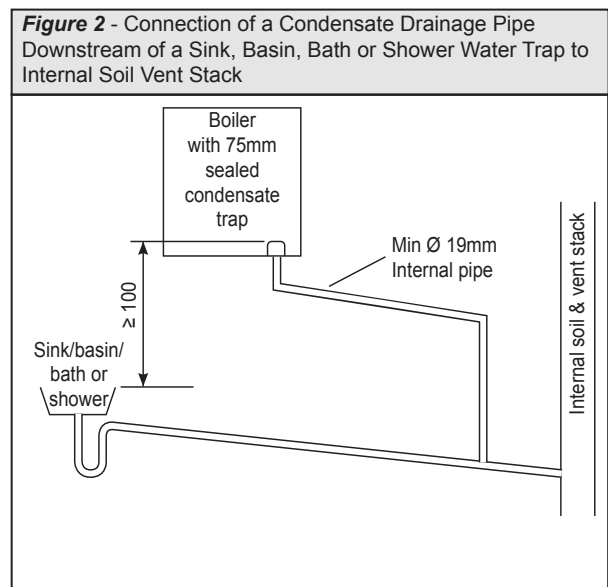 Figure 2 - Connection of a Condensate Drainage Pipe
Downstream of a Sink, Basin, Bath or Shower Water Trap to
Internal Soil Vent Stack
Boiler
with 75mm
sealed
condensate
trap
Min Ø 19mm
Internal pipe
≥ 100
Sink/basin/
bath or
shower
Internal soil & vent stack